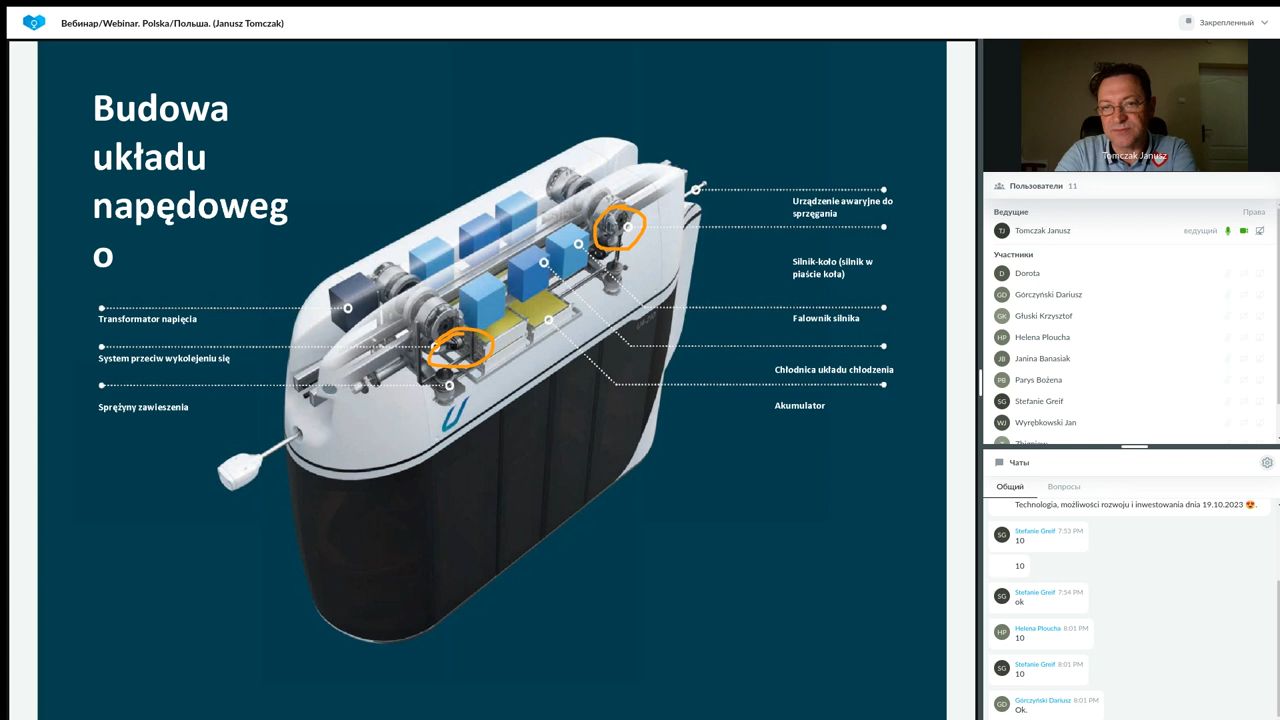 Вебинар/Webinar. Polska/Польша. (Janusz Tomczak)
Закрепленный
Budowa
układu
napędoweg
o
Urządzenie awaryjne do
sprzęgania
Silnik-koło (silnik w
piaście koła)
Transformator napięcia
Falownik silnika
System przeciw wykolejeniu się
Chłodnica układu chłodzenia
Sprężyny zawieszenia
Akumulator
Tomczak Janusz
Пользователи 11
Ведущие Права
TJ Tomczak Janusz ведущий
Участники
D Dorota
GD Górczyński Dariusz
GK Głuski Krzysztof
HP Helena Ploucha
JB Janina Banasiak
PB Parys Bożena
SG Stefanie Greif
WJ Wyrębkowski Jan
Чаты
Общий Вопросы
Technologia, możliwości rozwoju i inwestowania dnia 19.10.2023 😍.
SG Stefanie Greif 7:53 PM
10
10
SG Stefanie Greif 7:54 PM
ok
HP Helena Ploucha 8:01 PM
10
SG Stefanie Greif 8:01 PM
10
GD Górczyński Dariusz 8:01 PM
Ok.